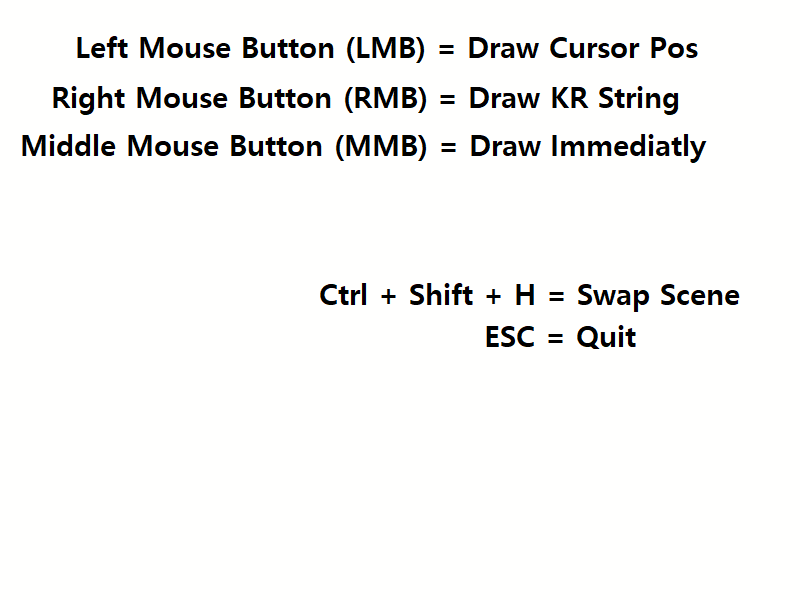 Left Mouse Button (LMB) = Draw Cursor Pos
Right Mouse Button (RMB) = Draw KR String
Middle Mouse Button (MMB) = Draw Immediatly
Ctrl + Shift + H = Swap Scene
ESC = Quit